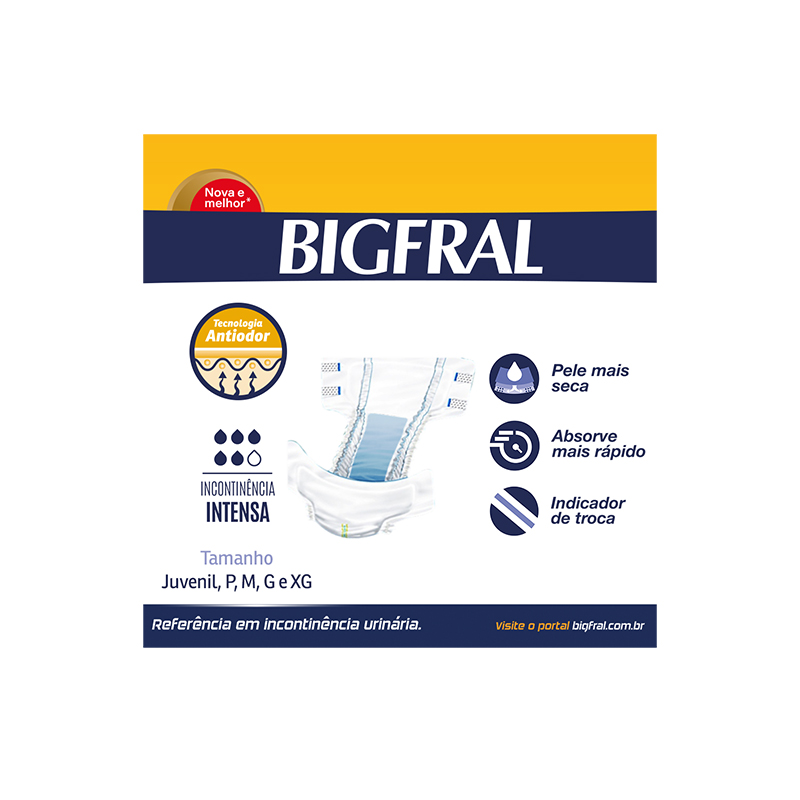 Nova e
melhor*
BIGFRAL
Tecnologia
Antiodor
Pele mais
seca
Absorve
mais rápido
INCONTINÊNCIA
INTENSA
Indicador
de troca
Tamanho
Juvenil, P, M, G e XG
Referência em incontinência urinária.
Visite o portal bigfral.com.br